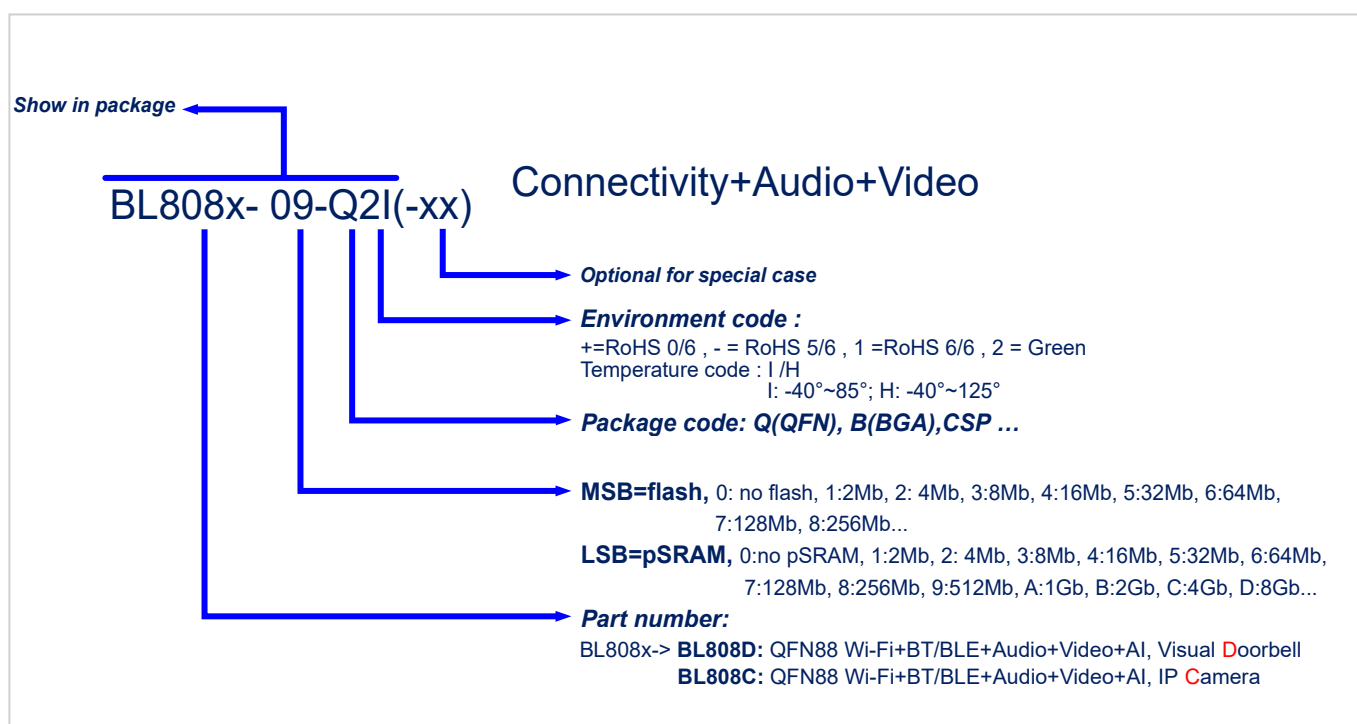 Show in package
BL808x- 09-Q2I(-xx)
Connectivity+Audio+Video
Optional for special case
Environment code :
+=RoHS 0/6 , - = RoHS 5/6 , 1 =RoHS 6/6 , 2 = Green
Temperature code : I /H
I: -40°~85°; H: -40°~125°
Package code: Q(QFN), B(BGA),CSP …
MSB=flash, 0: no flash, 1:2Mb, 2: 4Mb, 3:8Mb, 4:16Mb, 5:32Mb, 6:64Mb,
7:128Mb, 8:256Mb...
LSB=pSRAM, 0:no pSRAM, 1:2Mb, 2: 4Mb, 3:8Mb, 4:16Mb, 5:32Mb, 6:64Mb,
7:128Mb, 8:256Mb, 9:512Mb, A:1Gb, B:2Gb, C:4Gb, D:8Gb...
Part number:
BL808x-> BL808D: QFN88 Wi-Fi+BT/BLE+Audio+Video+AI, Visual Doorbell
BL808C: QFN88 Wi-Fi+BT/BLE+Audio+Video+AI, IP Camera